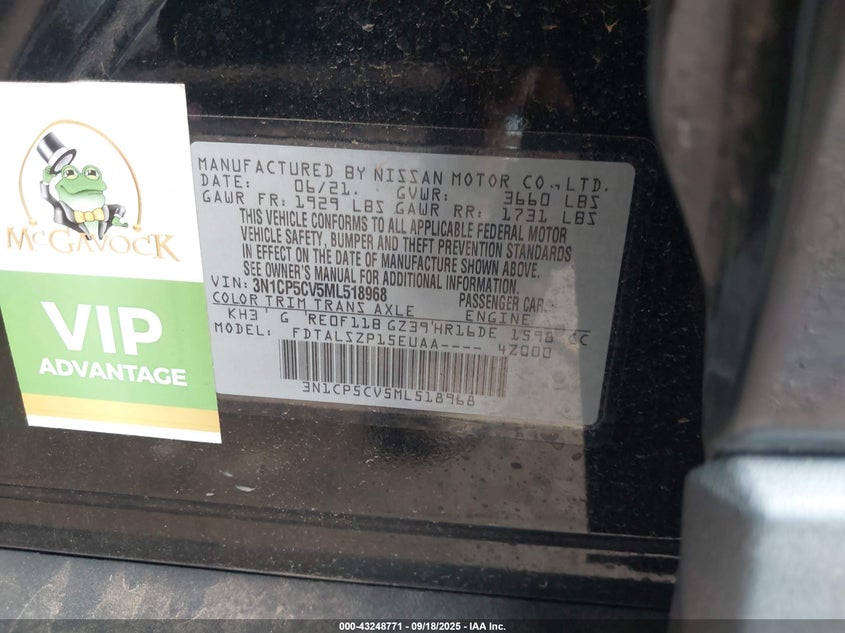 McGAVOCK
VIP
ADVANTAGE
MANUFACTURED BY NISSAN MOTOR CO.,LTD.
DATE: 06/21. GVWR: 3660 LBS
GAWR FR: 1929 LBS GAWR RR: 1731 LBS
THIS VEHICLE CONFORMS TO ALL APPLICABLE FEDERAL MOTOR
VEHICLE SAFETY, BUMPER AND THEFT PREVENTION STANDARDS
IN EFFECT ON THE DATE OF MANUFACTURE SHOWN ABOVE.
SEE OWNER'S MANUAL FOR ADDITIONAL INFORMATION.
VIN: 3N1CP5CV5ML518968 PASSENGER CAR
COLOR TRIM TRANS AXLE ENGINE
KH3 G RE0F11B GZ39 HR16DE 1598 CC
MODEL: FDTALSZP15EUAA---- 4Z000
3N1CP5CV5ML518968
000-43248771 | 09/18/2025 - IAA Inc.